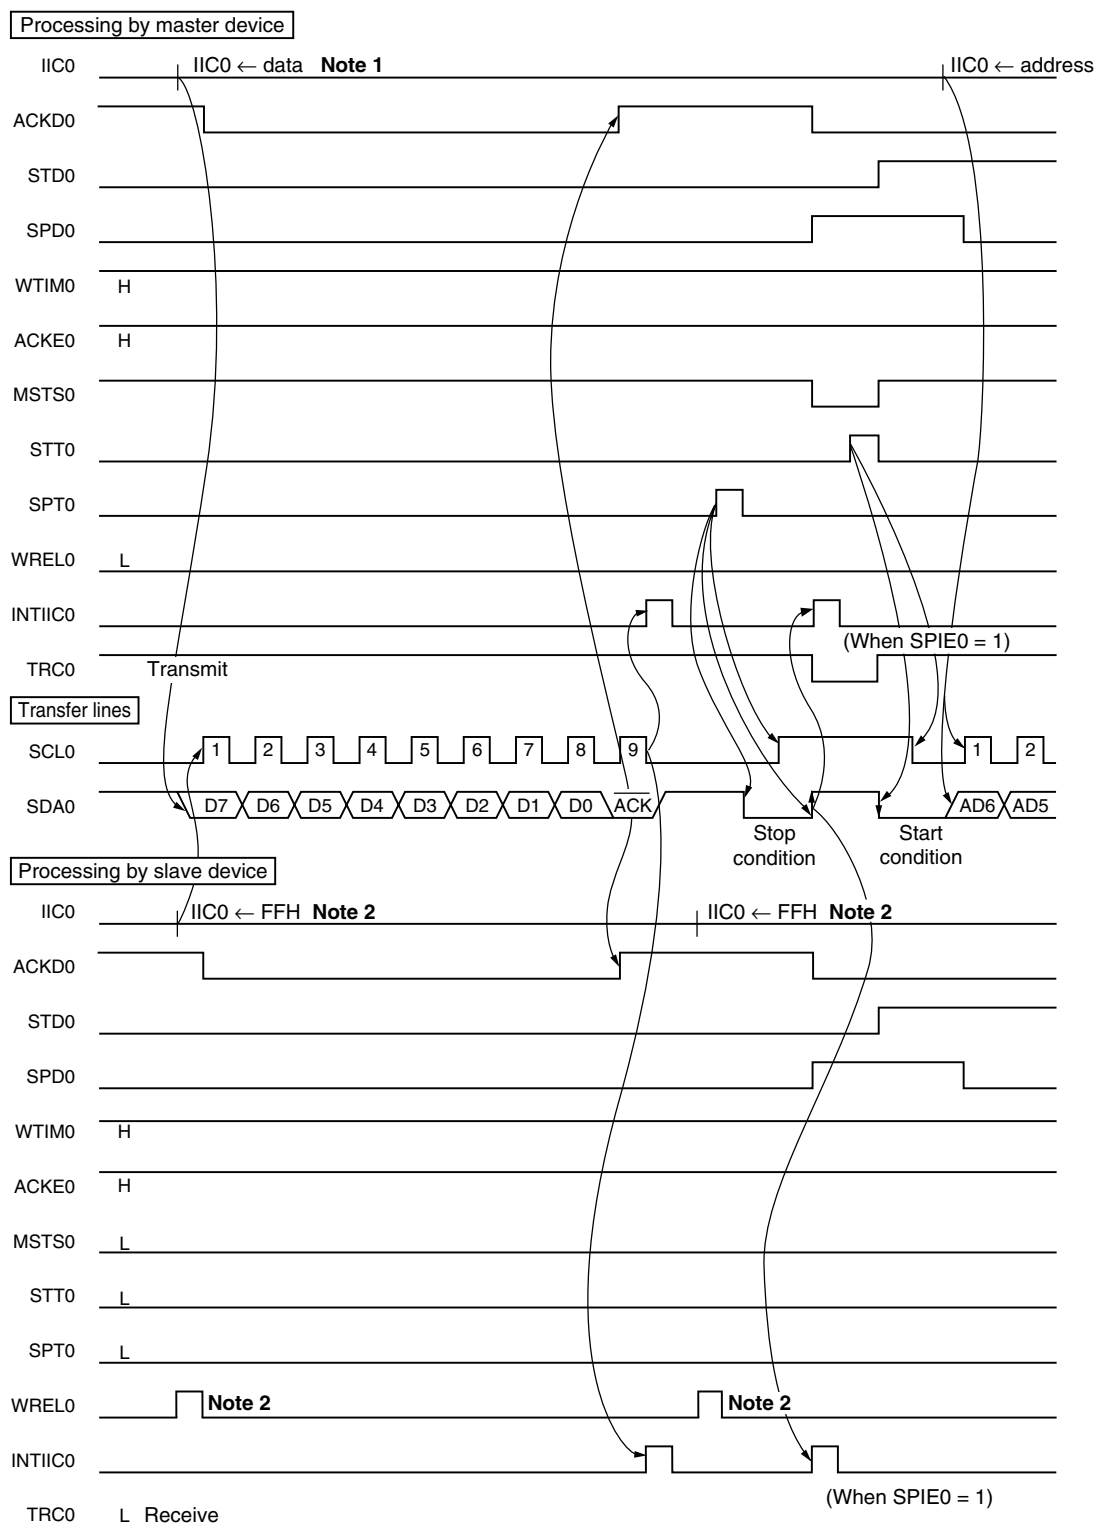 Processing by master device
IIC0 IIC0 ← data Note 1 IIC0 ← address
ACKD0
STD0
SPD0
WTIM0 H
ACKE0 H
MSTS0
STT0
SPT0
WREL0 L
INTIIC0
(When SPIE0 = 1)
TRC0 Transmit
Transfer lines
SCL0 1 2 3 4 5 6 7 8 9 1 2
SDA0 D7 D6 D5 D4 D3 D2 D1 D0 ACK AD6 AD5
Stop Start
condition condition
Processing by slave device
IIC0 IIC0 ← FFH Note 2 IIC0 ← FFH Note 2
ACKD0
STD0
SPD0
WTIM0 H
ACKE0 H
MSTS0 L
STT0 L
SPT0 L
WREL0 Note 2 Note 2
INTIIC0
(When SPIE0 = 1)
TRC0 L Receive